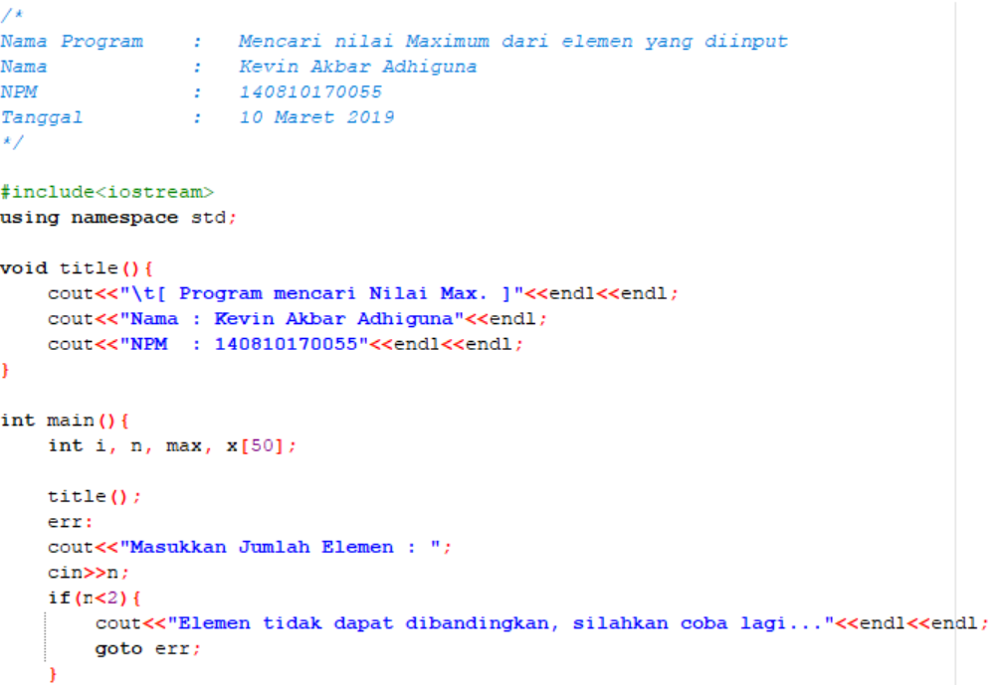 /*
Nama Program    :   Mencari nilai Maximum dari elemen yang diinput
Nama            :   Kevin Akbar Adhiguna
NPM             :   140810170055
Tanggal         :   10 Maret 2019
*/
#include<iostream>
using namespace std;
void title(){
    cout<<"\t[ Program mencari Nilai Max. ]"<<endl<<endl;
    cout<<"Nama : Kevin Akbar Adhiguna"<<endl;
    cout<<"NPM  : 140810170055"<<endl<<endl;
}
int main(){
    int i, n, max, x[50];
    title();
    err:
    cout<<"Masukkan Jumlah Elemen : ";
    cin>>n;
    if(n<2){
        cout<<"Elemen tidak dapat dibandingkan, silahkan coba lagi..."<<endl<<endl;
        goto err;
    }